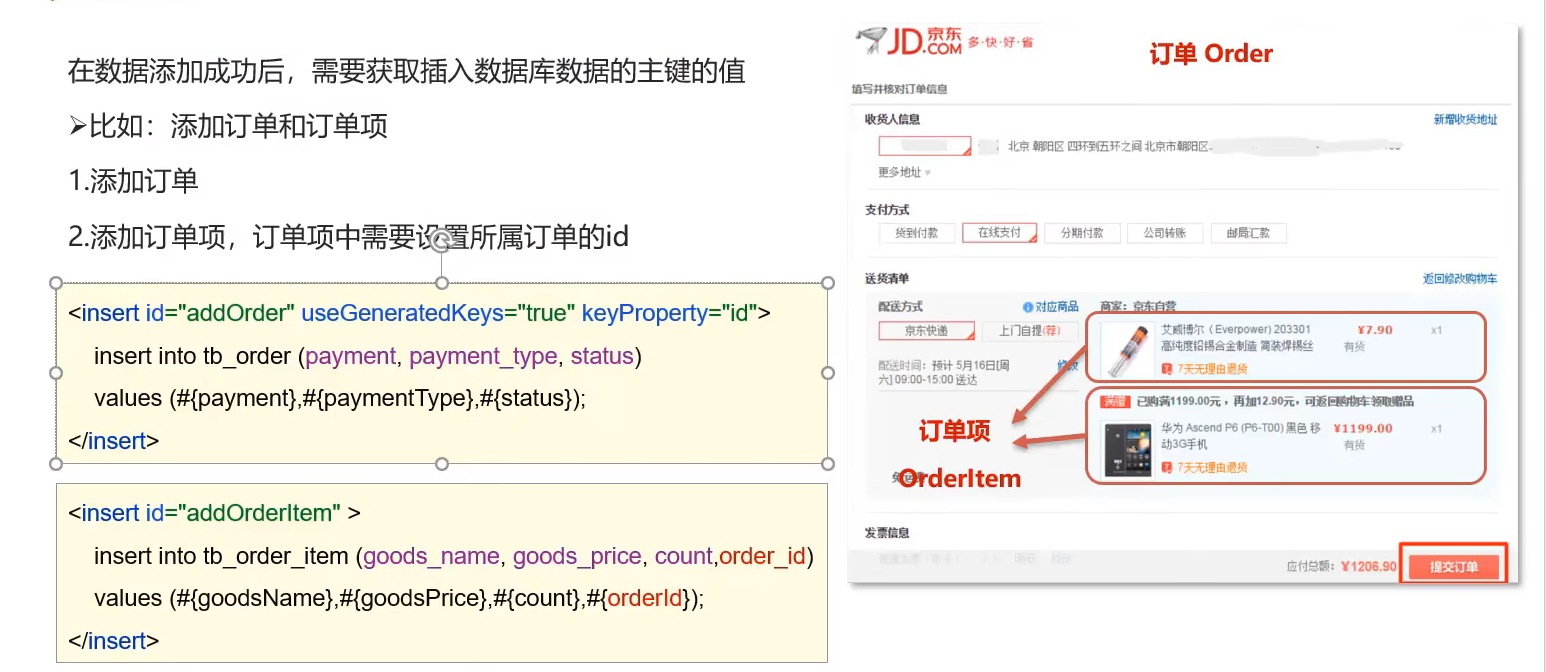 在数据添加成功后，需要获取插入数据库数据的主键的值
➢比如：添加订单和订单项
1.添加订单
2.添加订单项，订单项中需要设置所属订单的id
<insert id="addOrder" useGeneratedKeys="true" keyProperty="id">
insert into tb_order (payment, payment_type, status)
values (#{payment},#{paymentType},#{status});
</insert>
<insert id="addOrderItem" >
insert into tb_order_item (goods_name, goods_price, count,order_id)
values (#{goodsName},#{goodsPrice},#{count},#{orderId});
</insert>
JD.COM 京东 多·快·好·省
订单 Order
填写并核对订单信息
收货人信息 新增收货地址
北京 朝阳区 四环到五环之间 北京市朝阳区
更多地址
支付方式
货到付款 在线支付 分期付款 公司转账 邮局汇款
送货清单 返回修改购物车
配送方式 对应商品 商家：京东自营
京东快递 上门自提(荐)
艾威博尔（Everpower) 203301 ¥7.90 x1
高纯度铅锡合金制造 简装焊锡丝 有货
7天无理由退货
配送时间：预计 5月16日[周 修改
六] 09:00-15:00 送达
满赠 已购满1199.00元，再加12.90元，可返回购物车领取赠品
华为 Ascend P6 (P6-T00) 黑色 移 ¥1199.00 x1
动3G手机 有货
7天无理由退货
订单项
OrderItem
发票信息
应付总额：¥1206.90 提交订单